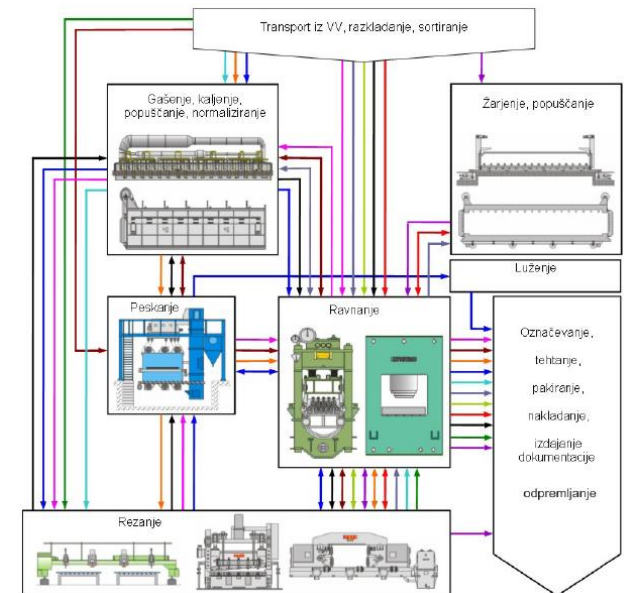 Transport iz VV, razkladanje, sortiranje
Gašenje, kaljenje,
popuščanje, normaliziranje
Žarjenje, popuščanje
Luženje
Peskanje
Ravnanje
Označevanje,
tehtanje,
pakiranje,
nakladanje,
izdajanje
dokumentacije
odpremljanje
Rezanje